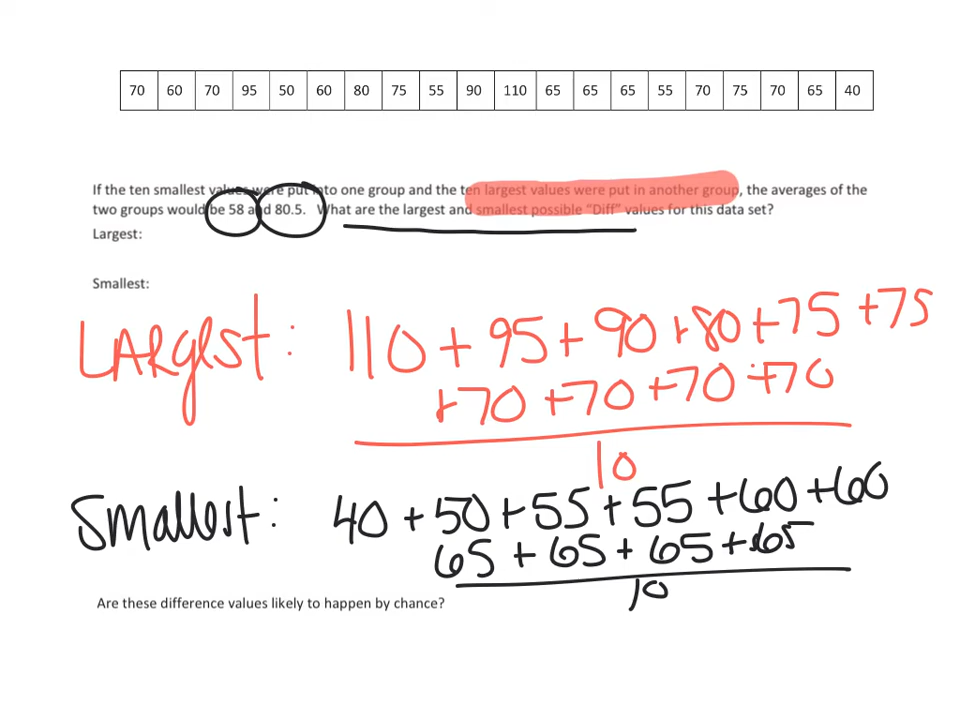 70 60 70 95 50 60 80 75 55 90 110 65 65 65 55 70 75 70 65 40
If the ten smallest values were put into one group and the ten largest values were put in another group, the averages of the
two groups would be 58 and 80.5. What are the largest and smallest possible "Diff" values for this data set?
Largest:
Smallest:
LARgest: 110 + 95 + 90 + 80 + 75 + 75
+70 +70 +70 +70
10
Smallest: 40 + 50 + 55 + 55 + 60 + 60
65 + 65 + 65 + 65
10
Are these difference values likely to happen by chance?